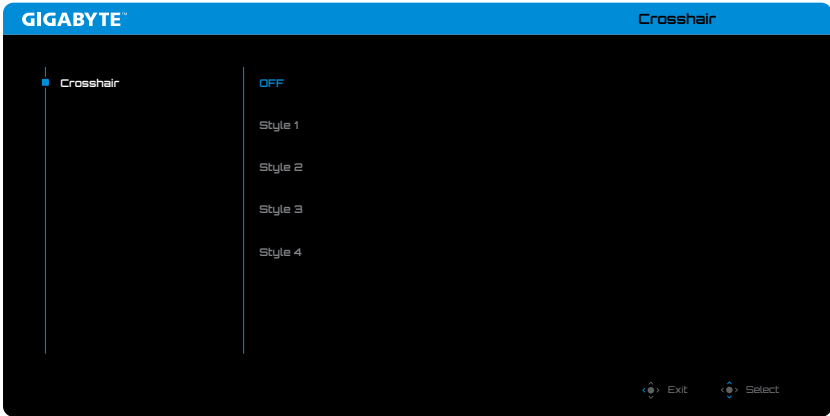 GIGABYTE™
Crosshair
Crosshair
OFF
Style 1
Style 2
Style 3
Style 4
Exit
Select